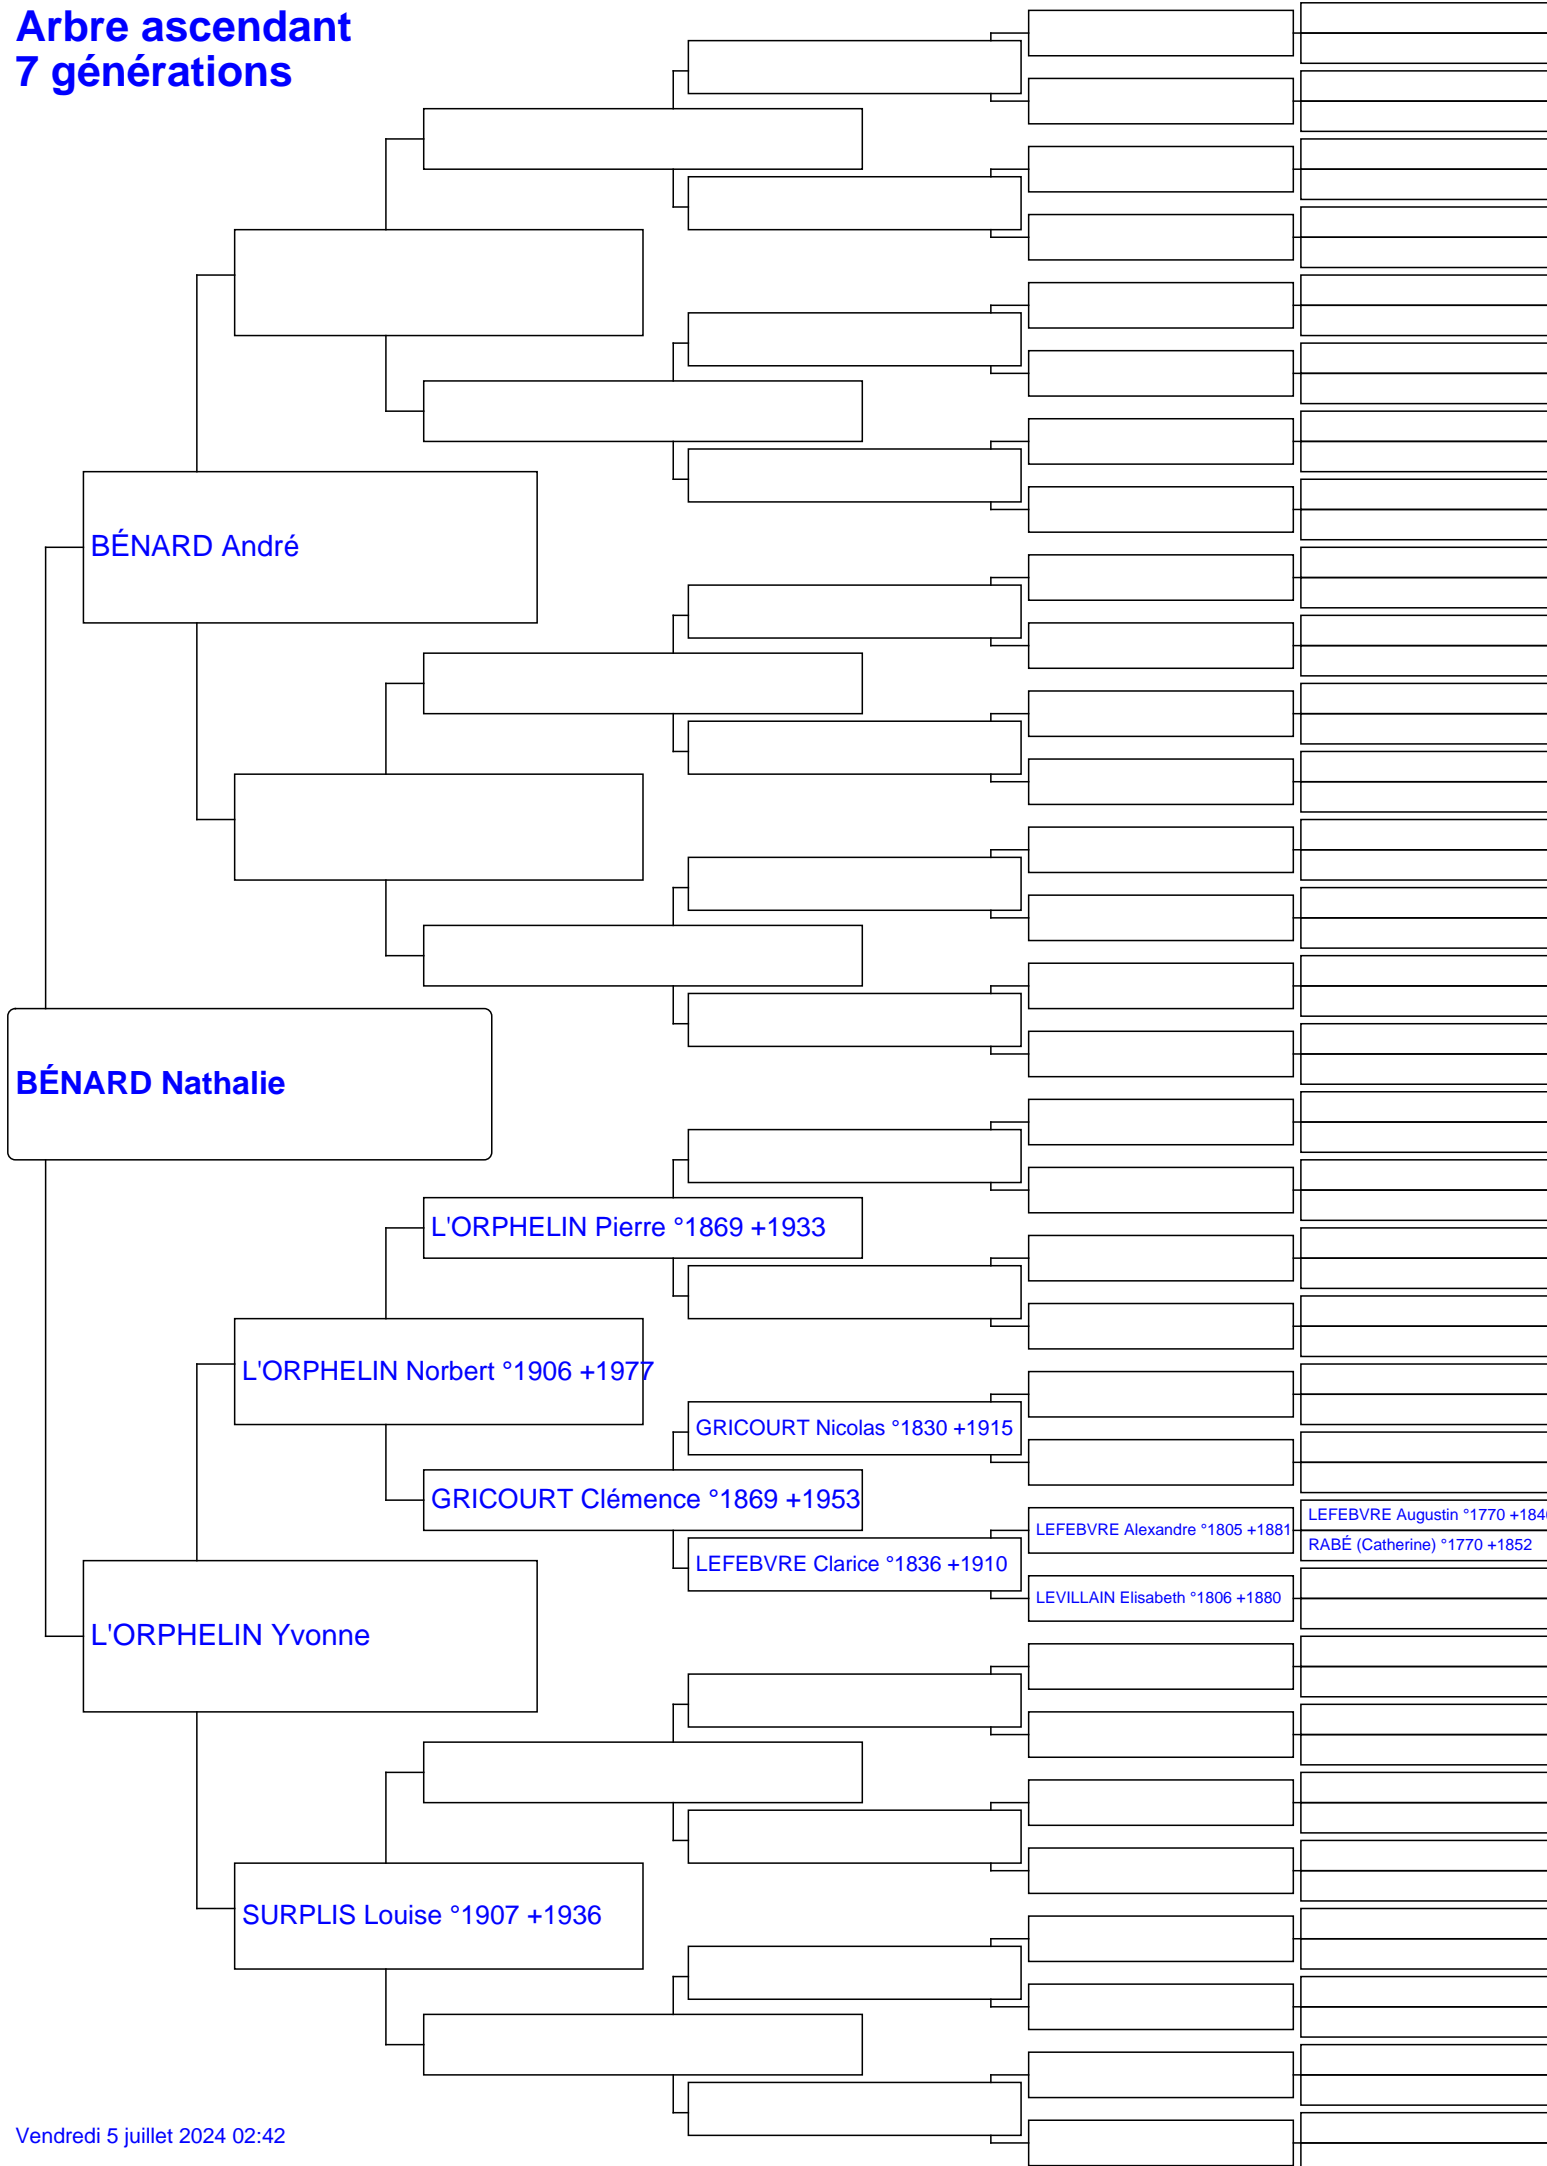 Arbre ascendant
7 générations
BÉNARD André
BÉNARD Nathalie
L'ORPHELIN Pierre °1869 +1933
L'ORPHELIN Norbert °1906 +1977
GRICOURT Nicolas °1830 +1915
GRICOURT Clémence °1869 +1953
LEFEBVRE Augustin °1770
LEFEBVRE Alexandre °1805 +1881
RABÉ (Catherine) °1770 +1852
LEFEBVRE Clarice °1836 +1910
LEVILLAIN Elisabeth °1806 +1880
L'ORPHELIN Yvonne
SURPLIS Louise °1907 +1936
Vendredi 5 juillet 2024 02:42